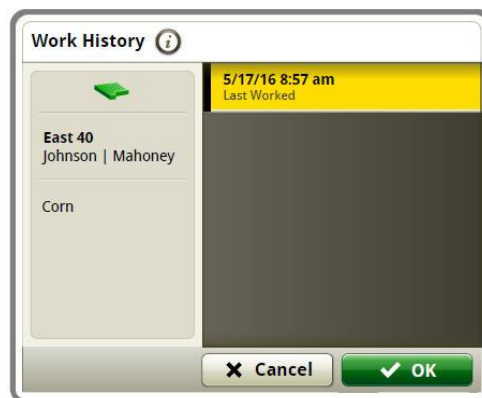 Work History
5/17/16 8:57 am
Last Worked
East 40
Johnson | Mahoney
Corn
Cancel
OK